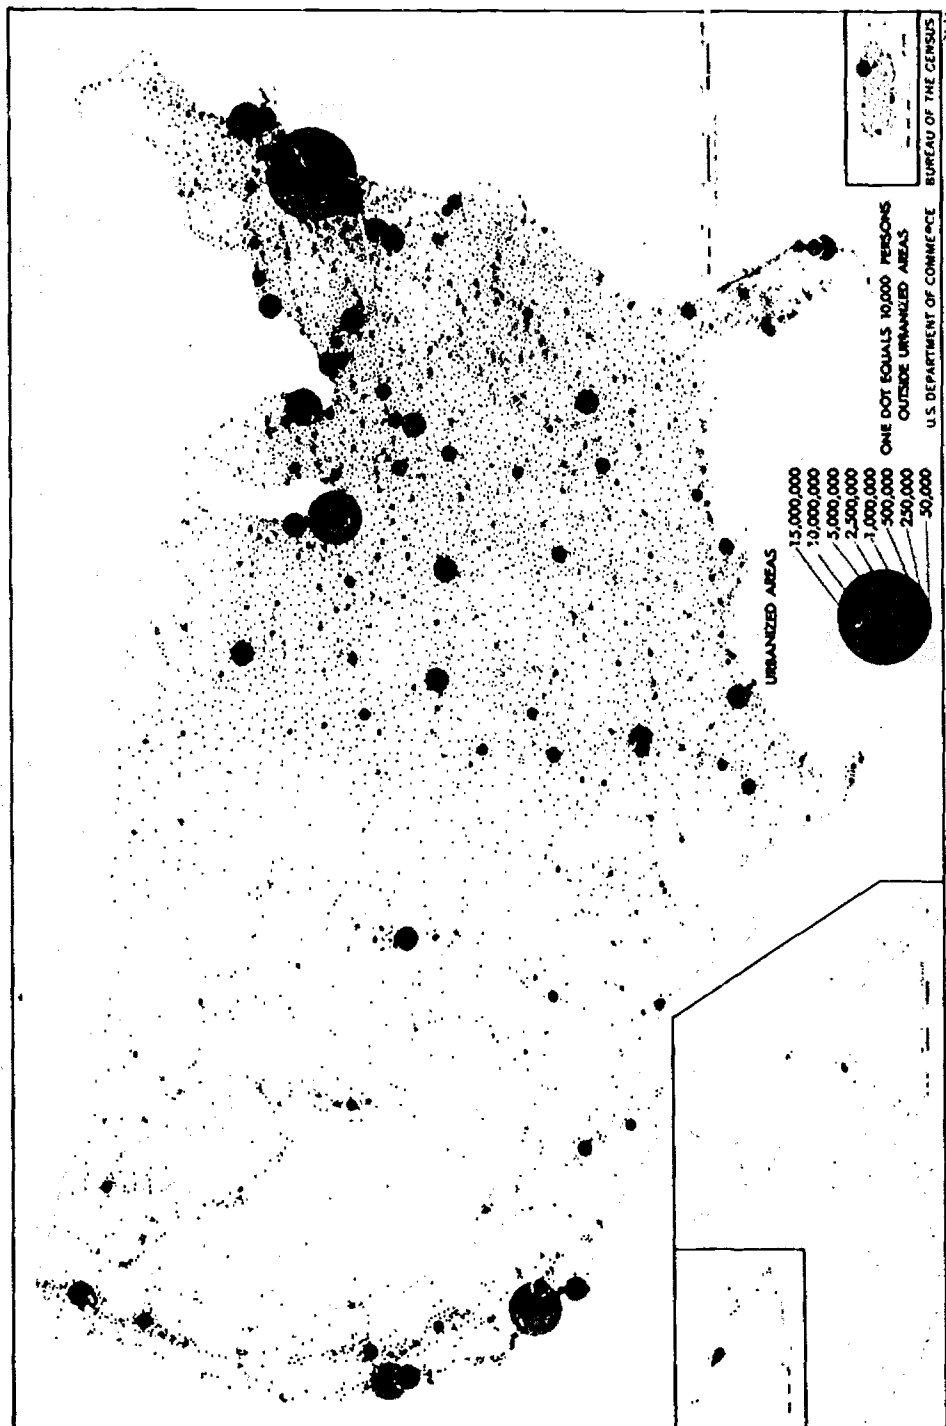 URBANIZED AREAS
15,000,000
10,000,000
5,000,000
2,500,000
1,000,000
500,000
250,000
50,000
ONE DOT EQUALS 10,000 PERSONS
OUTSIDE URBANIZED AREAS
U.S. DEPARTMENT OF COMMERCE BUREAU OF THE CENSUS